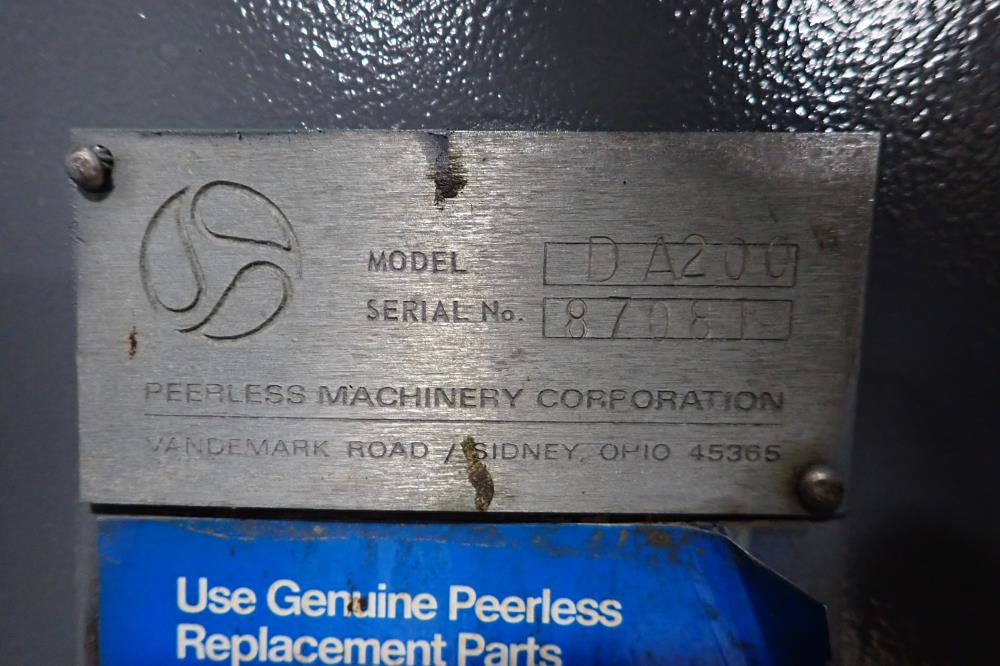 MODEL DA200
SERIAL No. 87081
PEERLESS MACHINERY CORPORATION
VANDEMARK ROAD / SIDNEY, OHIO 45365
Use Genuine Peerless
Replacement Parts